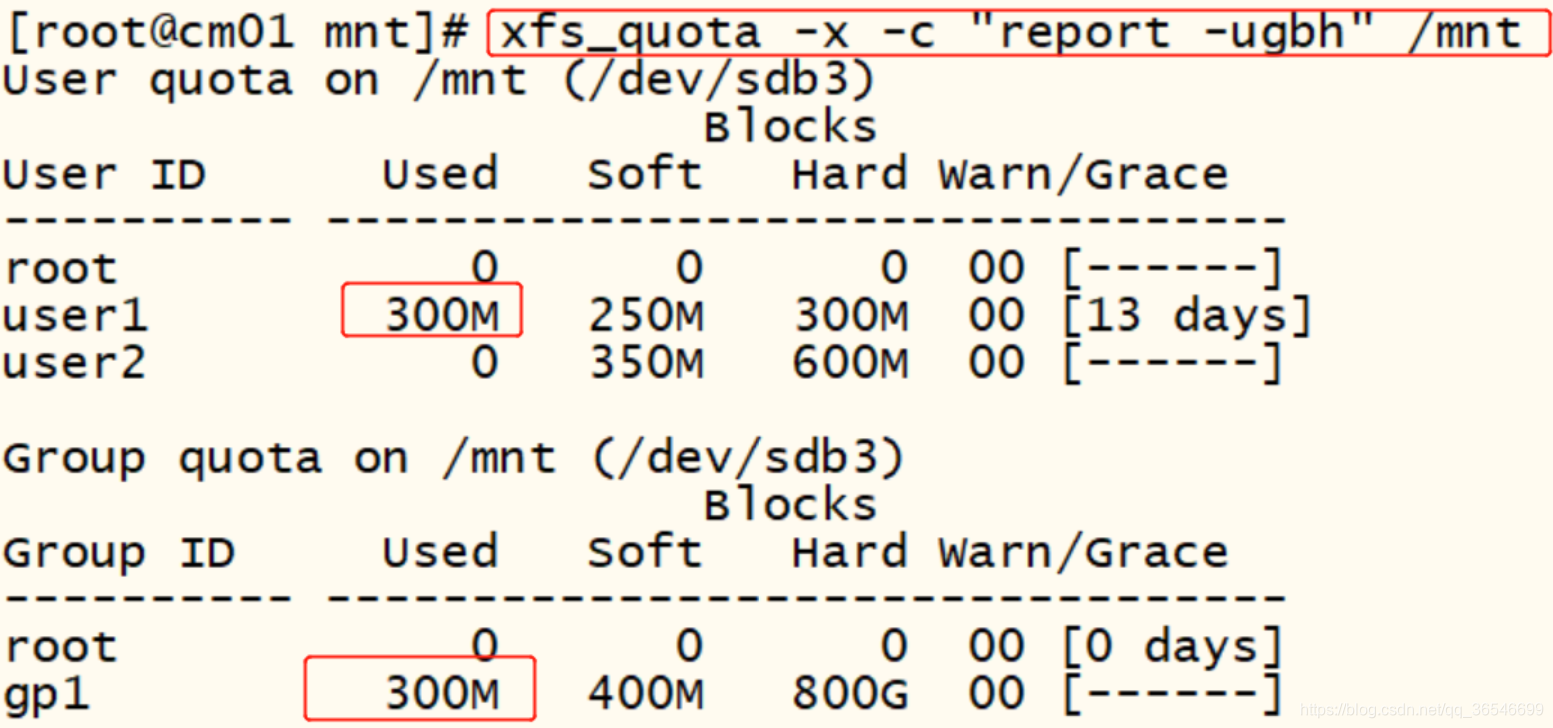 [root@cm01 mnt]# xfs_quota -x -c "report -ugbh" /mnt
User quota on /mnt (/dev/sdb3)
                        Blocks
User ID      Used   Soft   Hard Warn/Grace
---------- ---------------------------------
root            0      0      0  00 [------]
user1        300M   250M   300M  00 [13 days]
user2           0   350M   600M  00 [------]

Group quota on /mnt (/dev/sdb3)
                        Blocks
Group ID     Used   Soft   Hard Warn/Grace
---------- ---------------------------------
root            0      0      0  00 [0 days]
gp1          300M   400M   800G  00 [------]
https://blog.csdn.net/qq_36546699